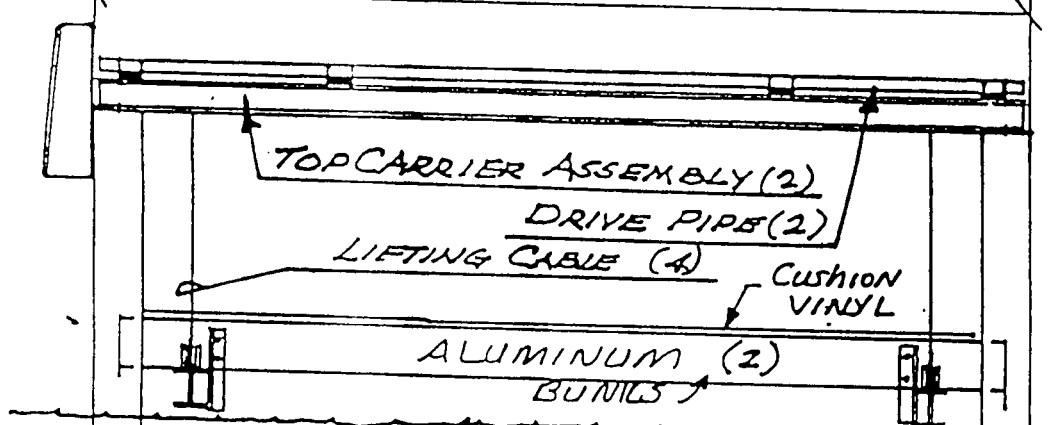 TOP CARRIER ASSEMBLY (2)
DRIVE PIPE (2)
LIFTING CABLE (4)
CUSHION
VINYL
ALUMINUM (2)
BUNKS